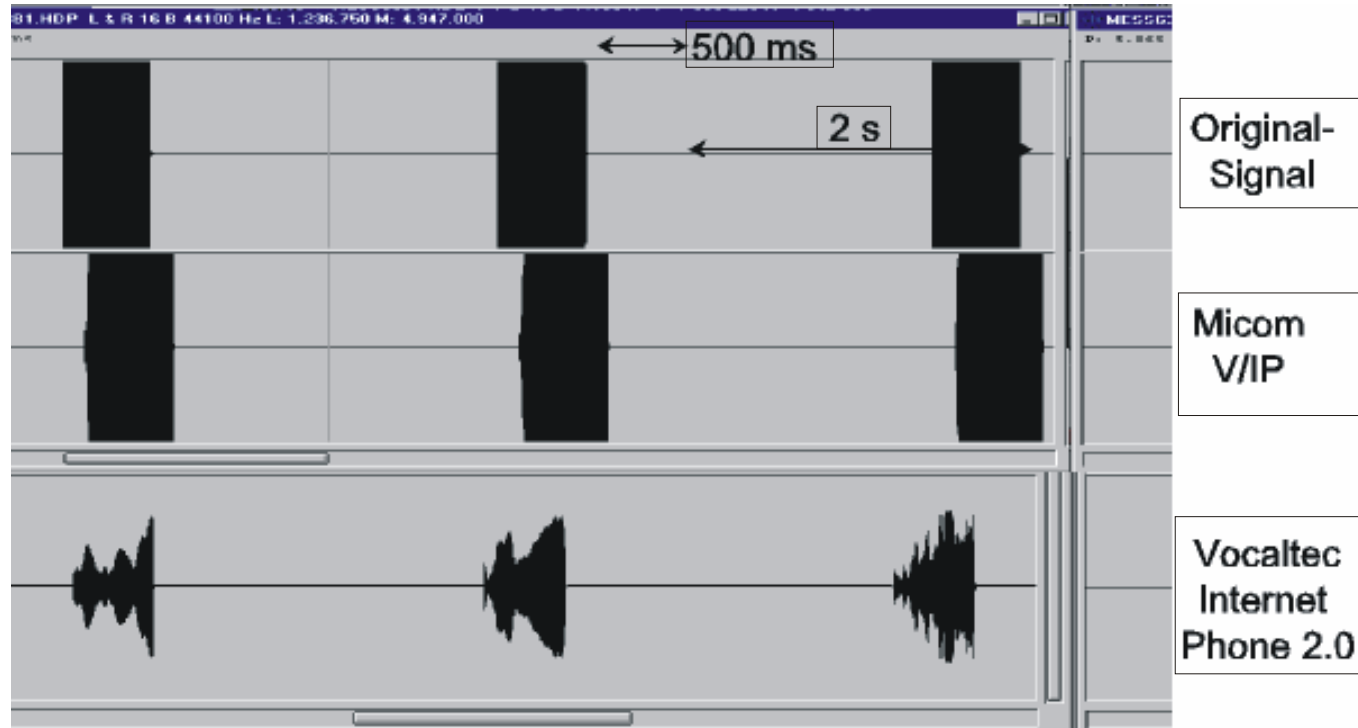 81.HDP L & R 16 B 44100 Hz L: 1.236.750 M: 4.947.000
500 ms
2 s
Original-
Signal
Micom
V/IP
Vocaltec
Internet
Phone 2.0